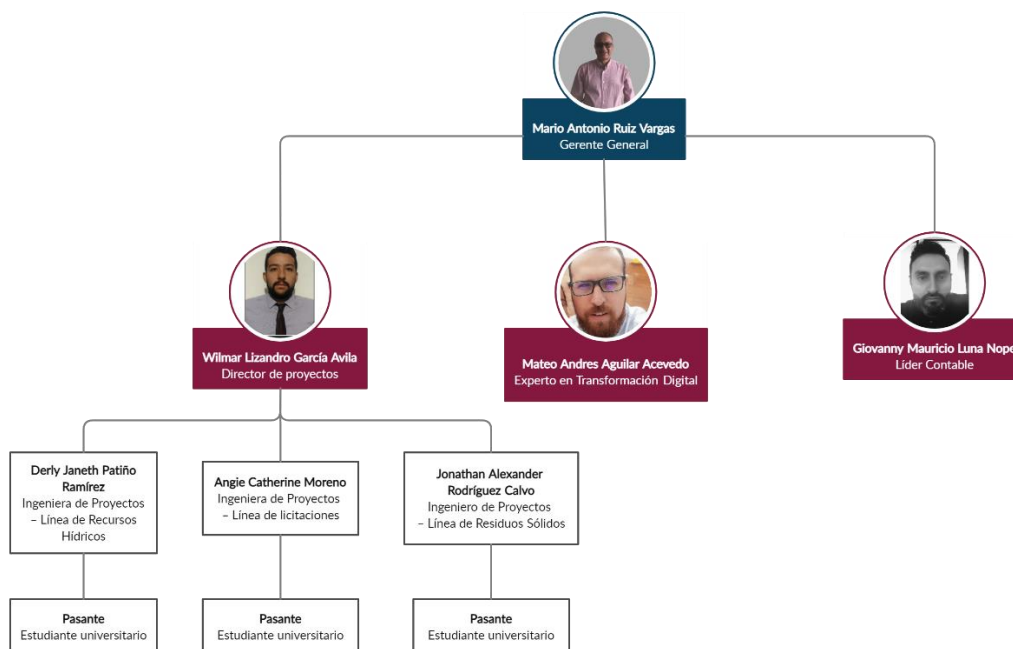 Mario Antonio Ruiz Vargas
Gerente General
Wilmar Lizandro García Avila
Director de proyectos
Mateo Andres Aguilar Acevedo
Experto en Transformación Digital
Giovanny Mauricio Luna Nope
Líder Contable
Derly Janeth Patiño
Ramírez
Ingeniera de Proyectos
– Línea de Recursos
Hídricos
Angie Catherine Moreno
Ingeniera de Proyectos
– Línea de licitaciones
Jonathan Alexander
Rodríguez Calvo
Ingeniero de Proyectos
– Línea de Residuos Sólidos
Pasante
Estudiante universitario
Pasante
Estudiante universitario
Pasante
Estudiante universitario